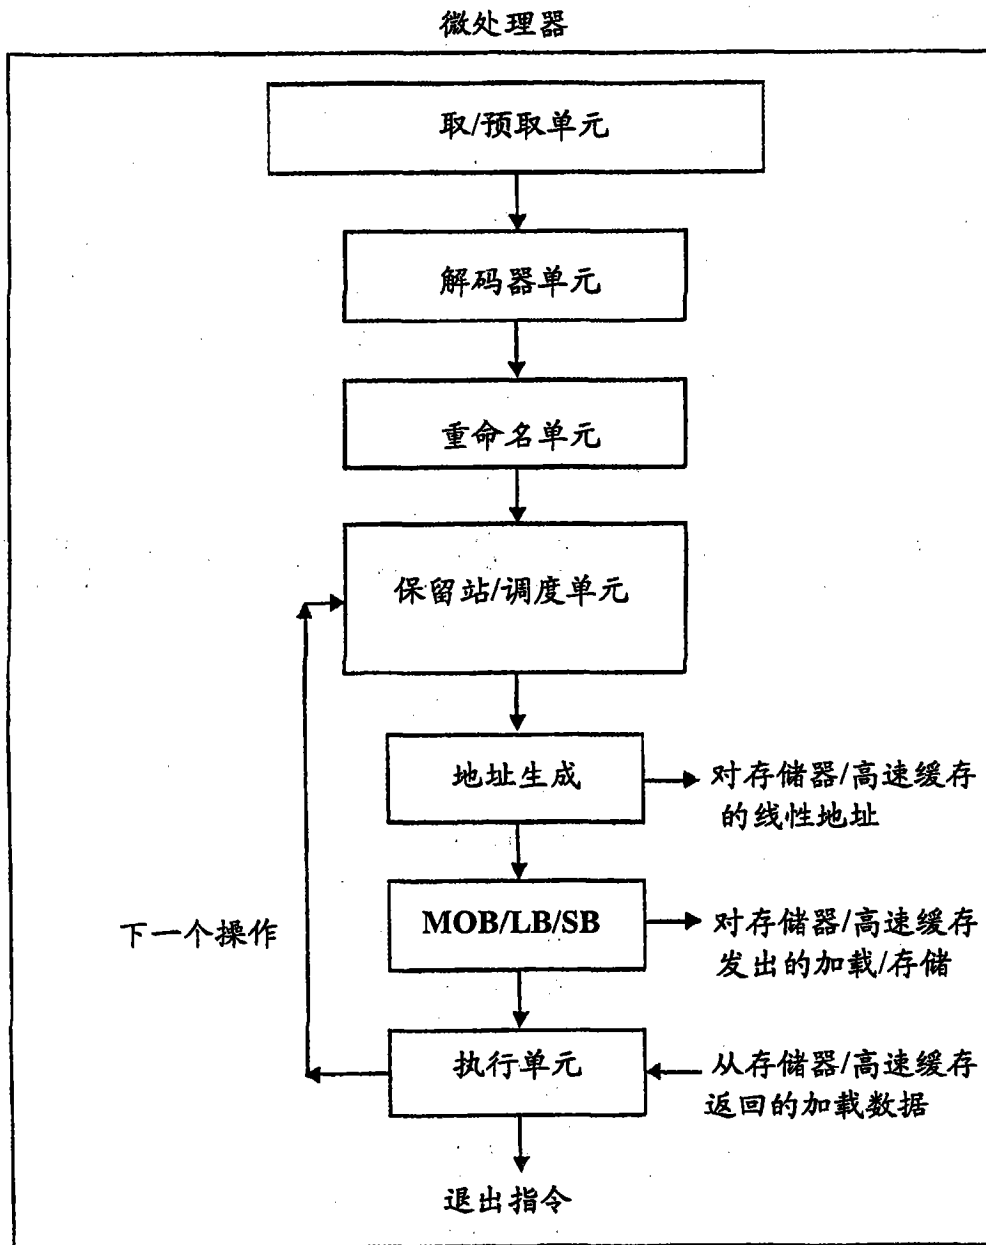 微处理器
取/预取单元
解码器单元
重命名单元
保留站/调度单元
地址生成
对存储器/高速缓存
的线性地址
MOB/LB/SB
对存储器/高速缓存
发出的加载/存储
下一个操作
执行单元
从存储器/高速缓存
返回的加载数据
退出指令